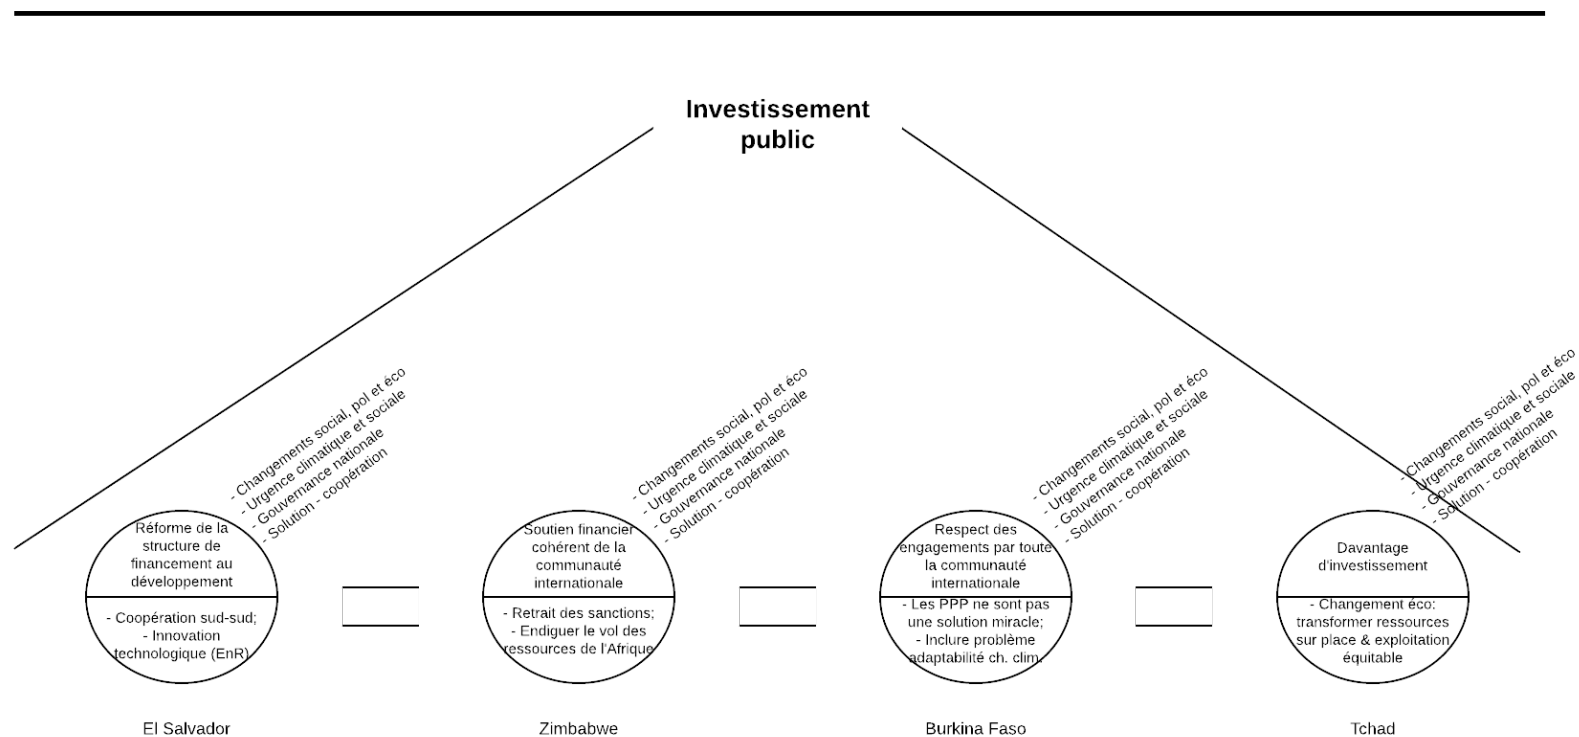 Investissement
public
- Changements social, pol et éco
- Urgence climatique et sociale
- Gouvernance nationale
- Solution - coopération
Réforme de la
structure de
financement au
développement
- Coopération sud-sud;
- Innovation
technologique (EnR)
El Salvador
- Changements social, pol et éco
- Urgence climatique et sociale
- Gouvernance nationale
- Solution - coopération
Soutien financier
cohérent de la
communauté
internationale
- Retrait des sanctions;
- Endiguer le vol des
ressources de l'Afrique
Zimbabwe
- Changements social, pol et éco
- Urgence climatique et sociale
- Gouvernance nationale
- Solution - coopération
Respect des
engagements par toute
la communauté
internationale
- Les PPP ne sont pas
une solution miracle;
- Inclure problème
adaptabilité ch. clim.
Burkina Faso
- Changements social, pol et éco
- Urgence climatique et sociale
- Gouvernance nationale
- Solution - coopération
Davantage
d'investissement
- Changement éco:
transformer ressources
sur place & exploitation
équitable
Tchad